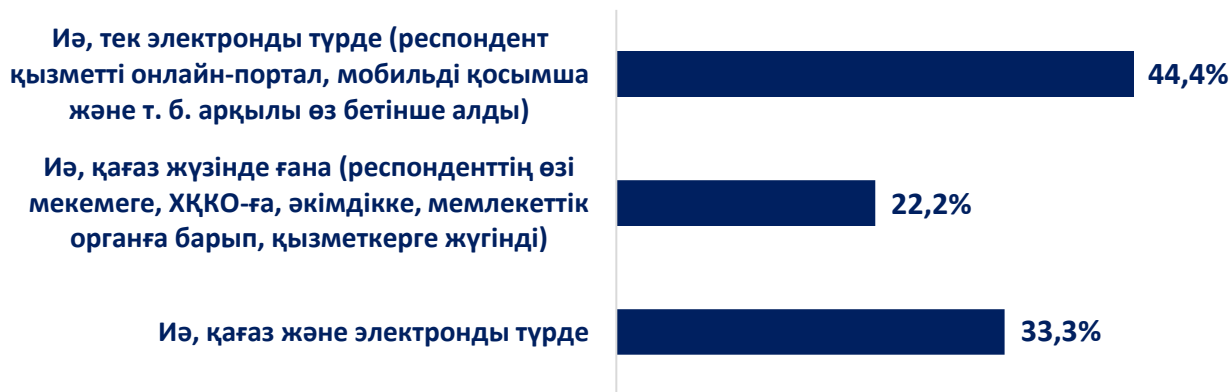 Иә, тек электронды түрде (респондент
қызметті онлайн-портал, мобильді қосымша
және т. б. арқылы өз бетінше алды)
44,4%
Иә, қағаз жүзінде ғана (респонденттің өзі
мекемеге, ХҚКО-ға, әкімдікке, мемлекеттік
органға барып, қызметкерге жүгінді)
22,2%
Иә, қағаз және электронды түрде
33,3%